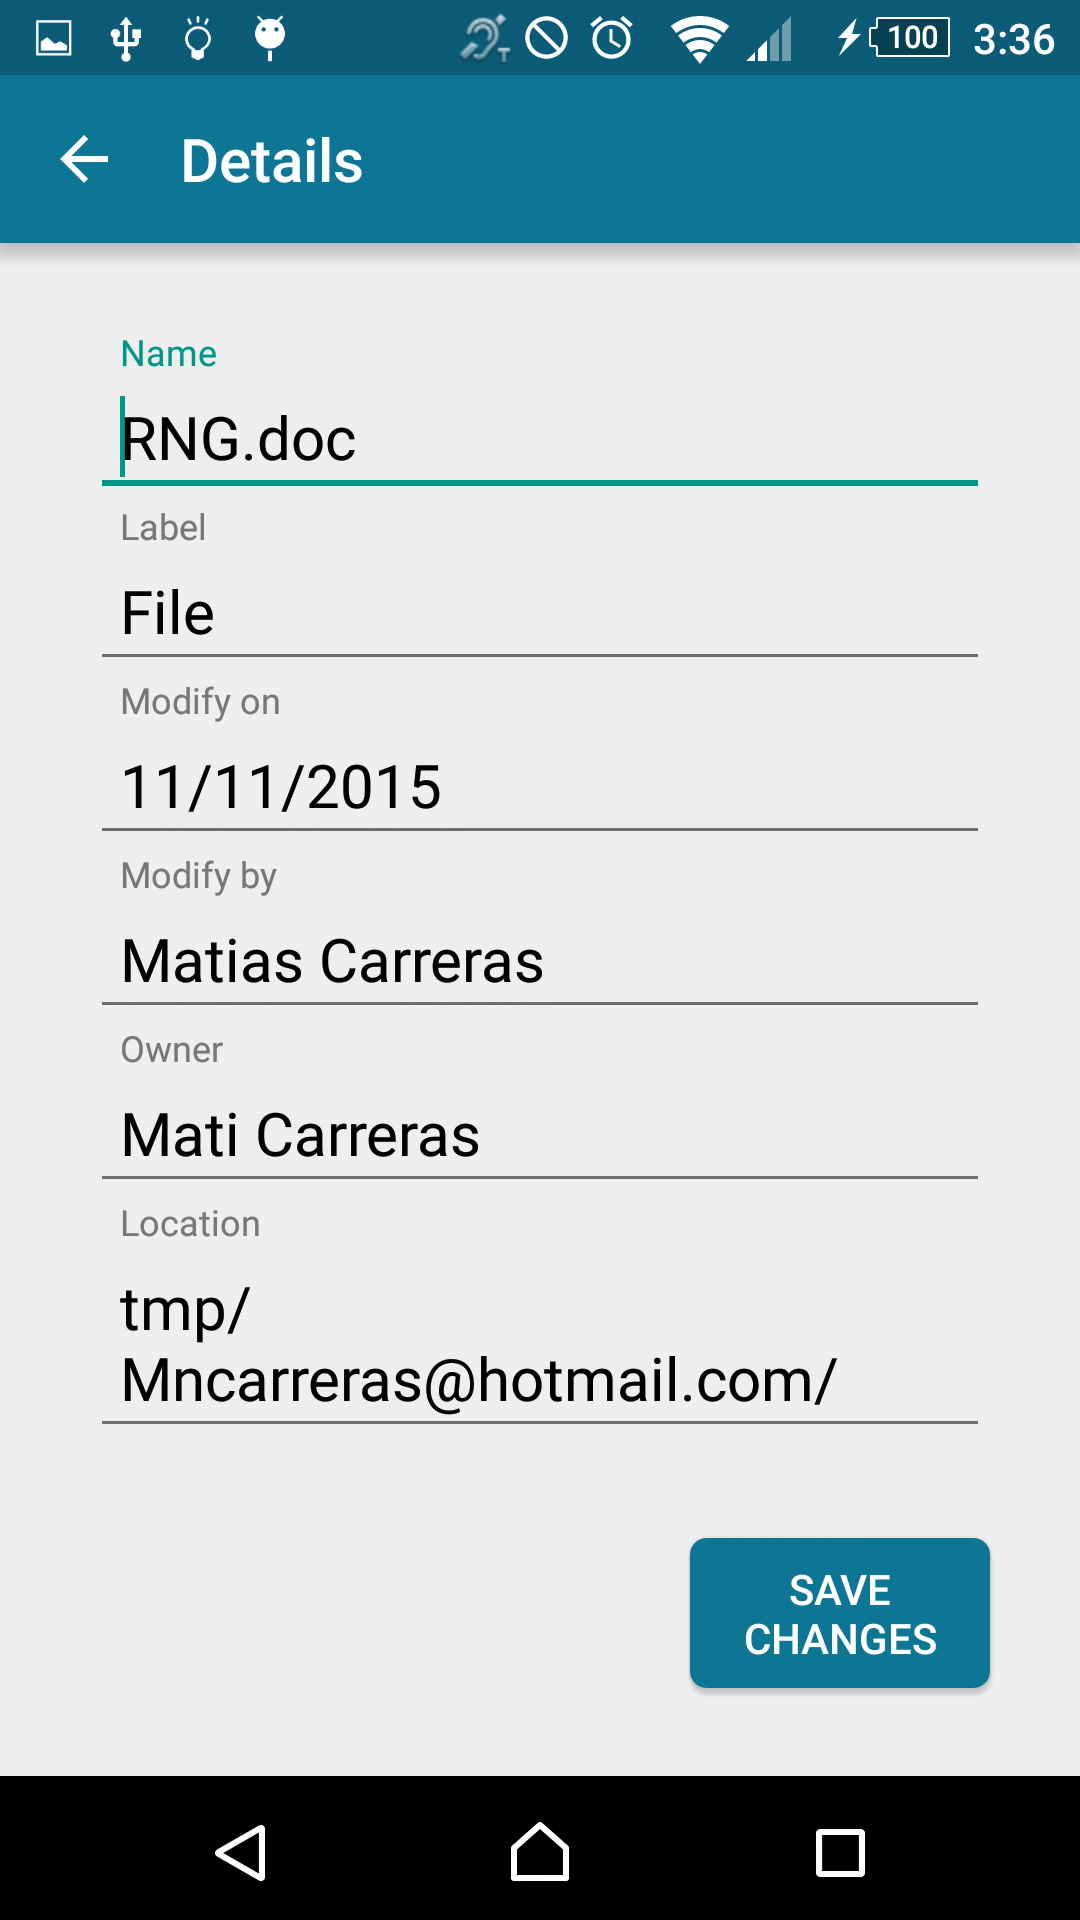 100 3:36
Details
Name
RNG.doc
Label
File
Modify on
11/11/2015
Modify by
Matias Carreras
Owner
Mati Carreras
Location
tmp/
Mncarreras@hotmail.com/
SAVE
CHANGES